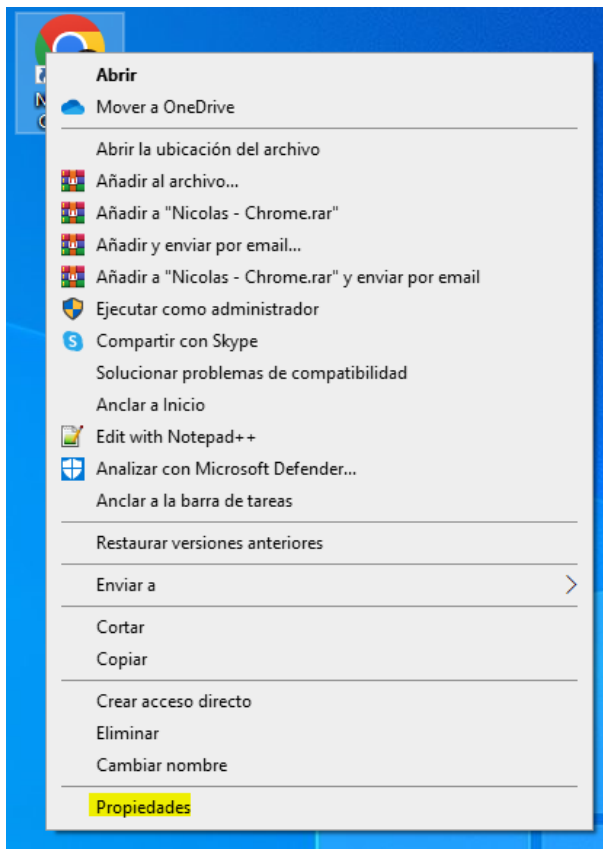 Abrir
Mover a OneDrive
Abrir la ubicación del archivo
Añadir al archivo...
Añadir a "Nicolas - Chrome.rar"
Añadir y enviar por email...
Añadir a "Nicolas - Chrome.rar" y enviar por email
Ejecutar como administrador
Compartir con Skype
Solucionar problemas de compatibilidad
Anclar a Inicio
Edit with Notepad++
Analizar con Microsoft Defender...
Anclar a la barra de tareas
Restaurar versiones anteriores
Enviar a
Cortar
Copiar
Crear acceso directo
Eliminar
Cambiar nombre
Propiedades